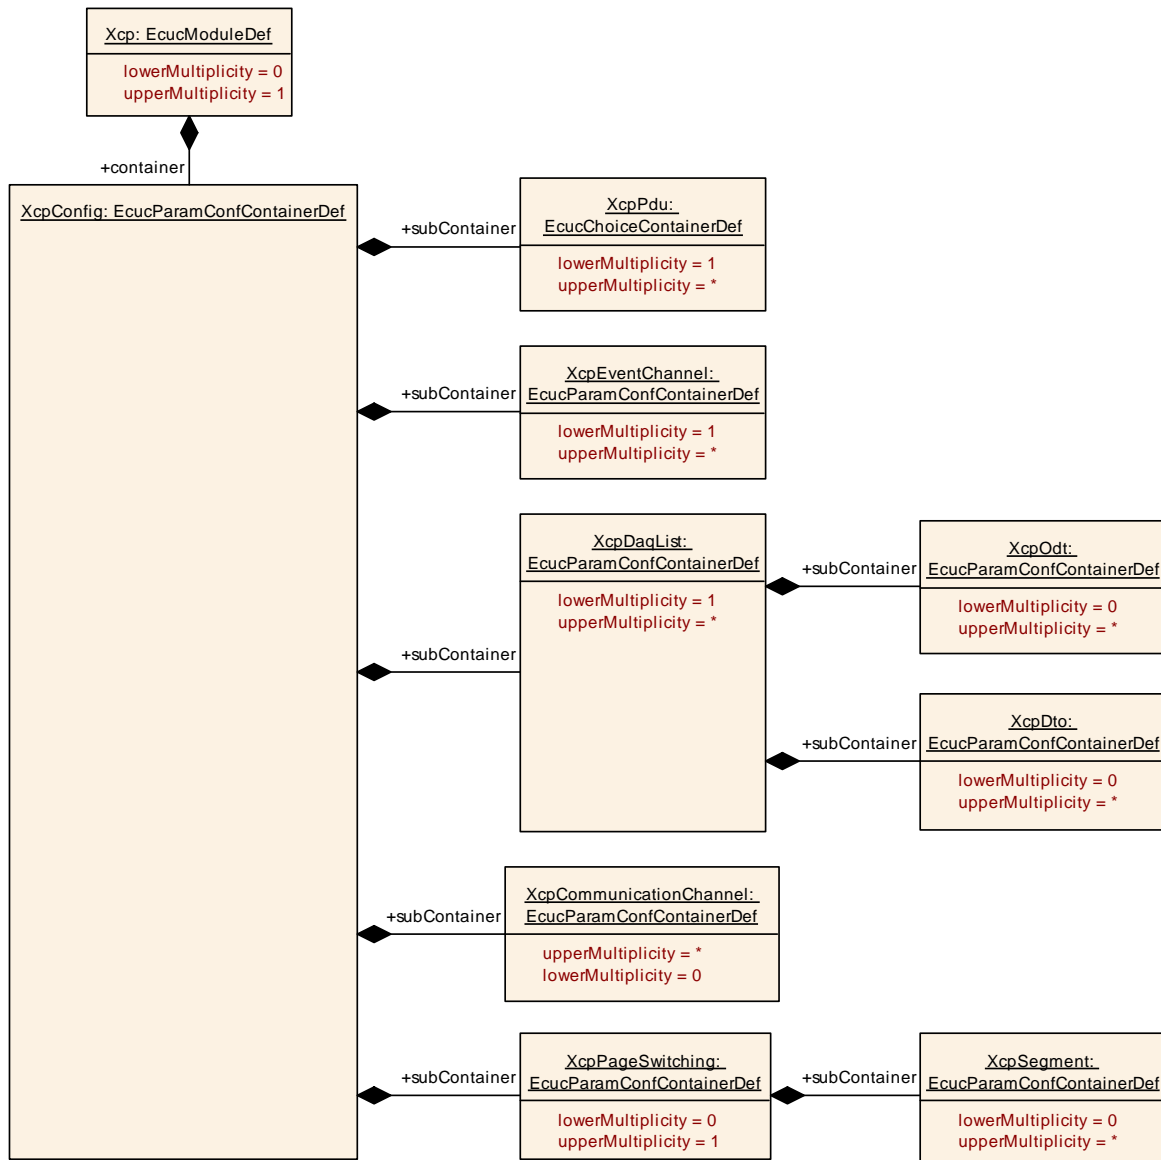 Xcp: EcucModuleDef
lowerMultiplicity = 0
upperMultiplicity = 1
+container
XcpConfig: EcucParamConfContainerDef
+subContainer
XcpPdu:
EcucChoiceContainerDef
lowerMultiplicity = 1
upperMultiplicity = *
+subContainer
XcpEventChannel:
EcucParamConfContainerDef
lowerMultiplicity = 1
upperMultiplicity = *
+subContainer
XcpDaqList:
EcucParamConfContainerDef
lowerMultiplicity = 1
upperMultiplicity = *
+subContainer
XcpOdt:
EcucParamConfContainerDef
lowerMultiplicity = 0
upperMultiplicity = *
+subContainer
XcpDto:
EcucParamConfContainerDef
lowerMultiplicity = 0
upperMultiplicity = *
+subContainer
XcpCommunicationChannel:
EcucParamConfContainerDef
upperMultiplicity = *
lowerMultiplicity = 0
+subContainer
XcpPageSwitching:
EcucParamConfContainerDef
lowerMultiplicity = 0
upperMultiplicity = 1
+subContainer
XcpSegment:
EcucParamConfContainerDef
lowerMultiplicity = 0
upperMultiplicity = *